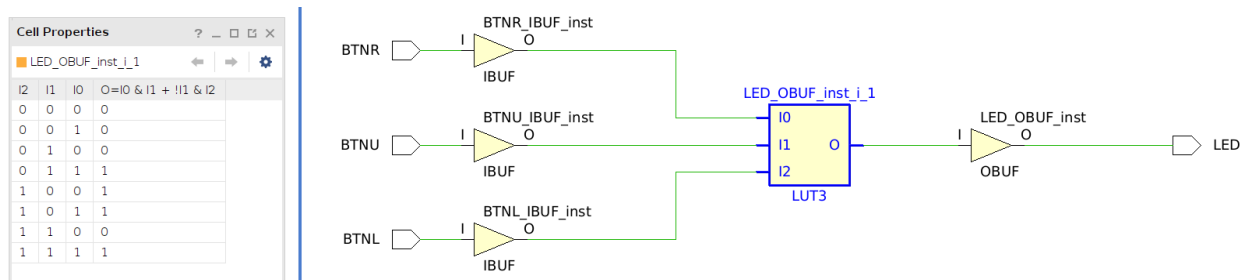 Cell Properties
?
LED_OBUF_inst_i_1
I2 I1 I0 O=I0 & I1 + !I1 & I2
0 0 0 0
0 0 1 0
0 1 0 0
0 1 1 1
1 0 0 1
1 0 1 1
1 1 0 0
1 1 1 1
BTNR_IBUF_inst
BTNR
I O
IBUF
BTNU_IBUF_inst
BTNU
I O
IBUF
BTNL_IBUF_inst
BTNL
I O
IBUF
LED_OBUF_inst_i_1
I0
I1 O
I2
LUT3
LED_OBUF_inst
I O
OBUF
LED